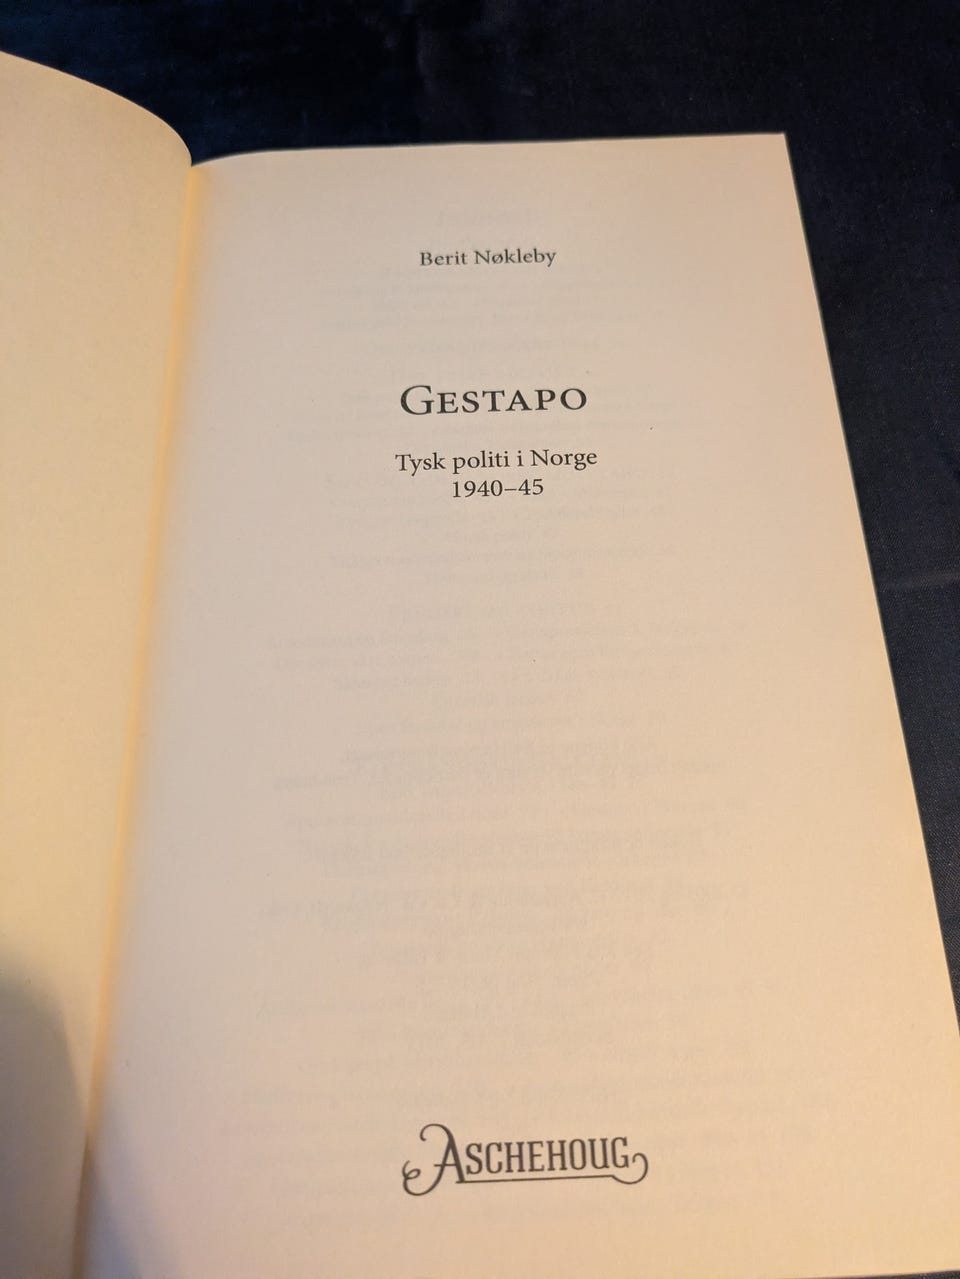 Berit Nøkleby
GESTAPO
Tysk politi i Norge
1940–45
ASCHEHOUG